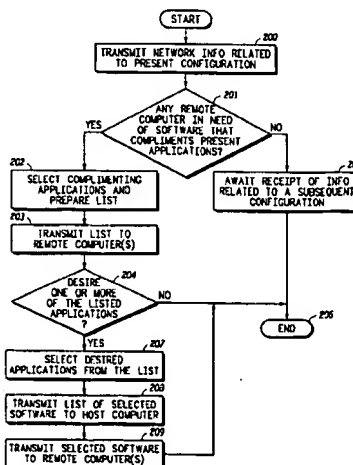 START
200
TRANSMIT NETWORK INFO RELATED
TO PRESENT CONFIGURATION
201
ANY REMOTE
COMPUTER IN NEED
OF SOFTWARE THAT
COMPLIMENTS PRESENT
APPLICATIONS?
YES
NO
202
SELECT COMPLIMENTING
APPLICATIONS AND
PREPARE LIST
AWAIT RECEIPT OF INFO
RELATED TO A SUBSEQUENT
CONFIGURATION
203
TRANSMIT LIST TO
REMOTE COMPUTER(S)
204
DESIRE
ONE OR MORE
OF THE LISTED
APPLICATIONS
?
NO
YES
END
206
207
SELECT DESIRED
APPLICATIONS FROM THE LIST
208
TRANSMIT LIST OF SELECTED
SOFTWARE TO HOST COMPUTER
209
TRANSMIT SELECTED SOFTWARE
TO REMOTE COMPUTER(S)